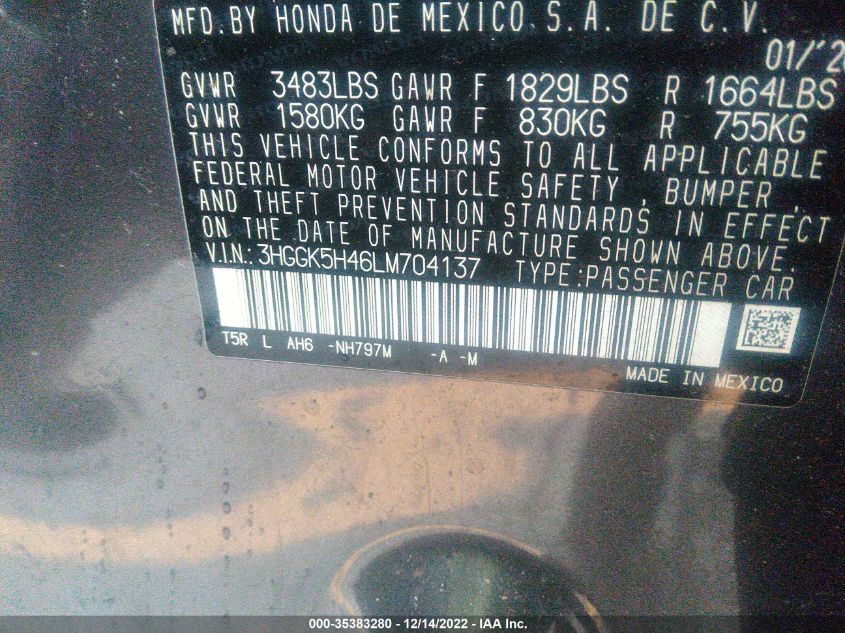 MFD.BY HONDA DE MEXICO S.A. DE C.V.
01/'20
GVWR 3483LBS GAWR F 1829LBS R 1664LBS
GVWR 1580KG GAWR F 830KG R 755KG
THIS VEHICLE CONFORMS TO ALL APPLICABLE
FEDERAL MOTOR VEHICLE SAFETY, BUMPER,
AND THEFT PREVENTION STANDARDS IN EFFECT
ON THE DATE OF MANUFACTURE SHOWN ABOVE.
V.I.N.: 3HGGK5H46LM704137 TYPE:PASSENGER CAR
T5R L AH6 -NH797M -A -M
MADE IN MEXICO
000-35383280 - 12/14/2022 - IAA Inc.